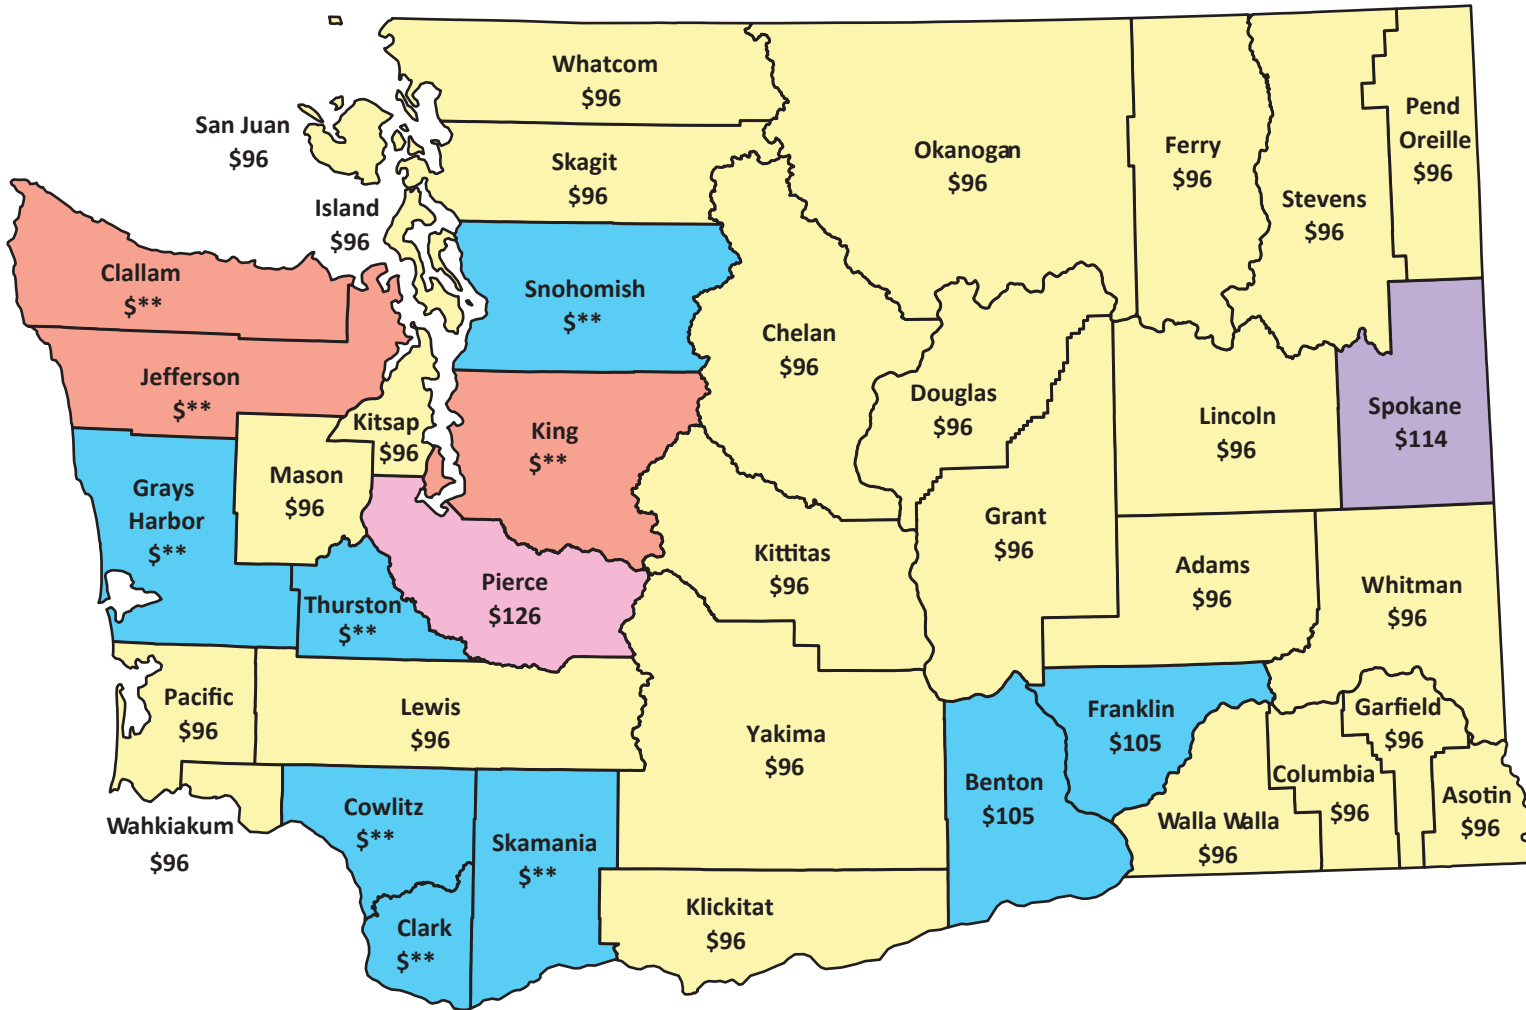 Whatcom
$96
San Juan
$96
Skagit
$96
Island
$96
Okanogan
$96
Ferry
$96
Stevens
$96
Pend
Oreille
$96
Clallam
$**
Snohomish
$**
Chelan
$96
Jefferson
$**
Kitsap
$96
King
$**
Douglas
$96
Lincoln
$96
Spokane
$114
Grays
Harbor
$**
Mason
$96
Kittitas
$96
Grant
$96
Adams
$96
Whitman
$96
Thurston
$**
Pierce
$126
Pacific
$96
Lewis
$96
Yakima
$96
Benton
$105
Franklin
$105
Garfield
$96
Columbia
$96
Walla Walla
$96
Asotin
$96
Wahkiakum
$96
Cowlitz
$**
Skamania
$**
Clark
$**
Klickitat
$96